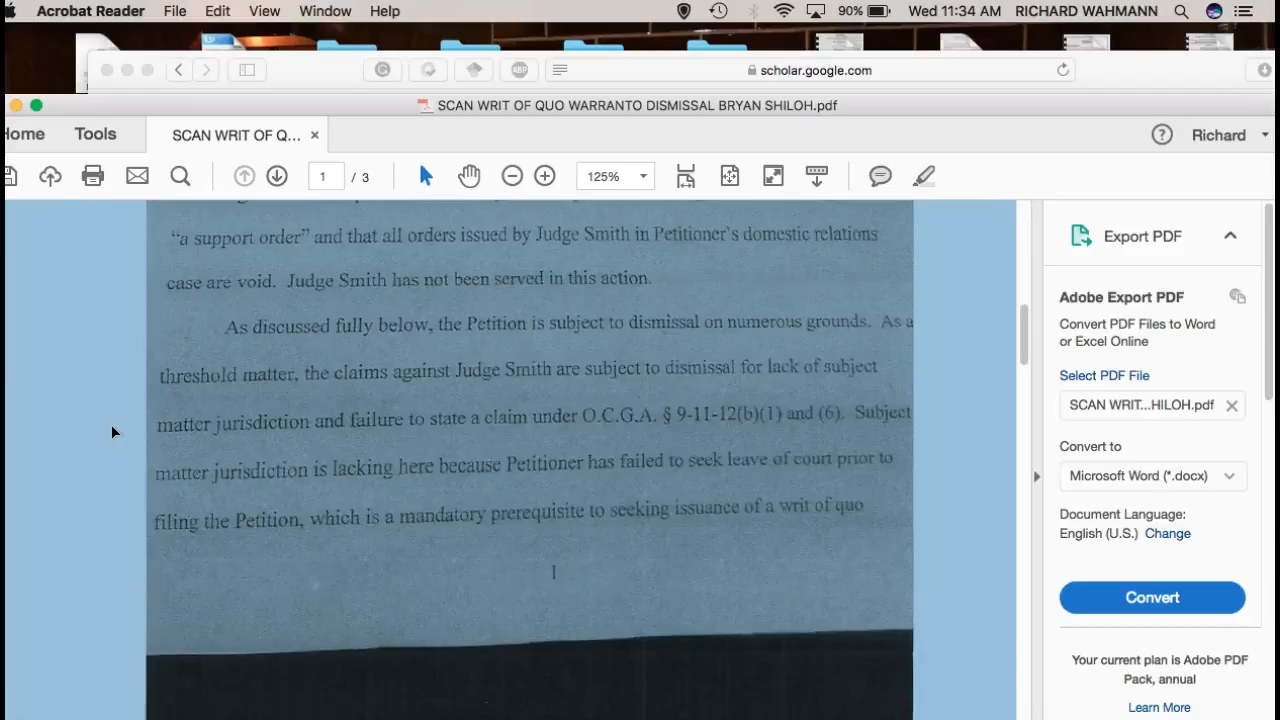 Acrobat Reader File Edit View Window Help 90% Wed 11:34 AM RICHARD WAHMANN
scholar.google.com
SCAN WRIT OF QUO WARRANTO DISMISSAL BRYAN SHILOH.pdf
Home Tools SCAN WRIT OF Q... × ? Richard
1 / 3 125%
“a support order” and that all orders issued by Judge Smith in Petitioner’s domestic relations
case are void. Judge Smith has not been served in this action.
As discussed fully below, the Petition is subject to dismissal on numerous grounds. As a
threshold matter, the claims against Judge Smith are subject to dismissal for lack of subject
matter jurisdiction and failure to state a claim under O.C.G.A. § 9-11-12(b)(1) and (6). Subject
matter jurisdiction is lacking here because Petitioner has failed to seek leave of court prior to
filing the Petition, which is a mandatory prerequisite to seeking issuance of a writ of quo
1
Export PDF
Adobe Export PDF
Convert PDF Files to Word
or Excel Online
Select PDF File
SCAN WRIT...HILOH.pdf
Convert to
Microsoft Word (*.docx)
Document Language:
English (U.S.) Change
Convert
Your current plan is Adobe PDF
Pack, annual
Learn More